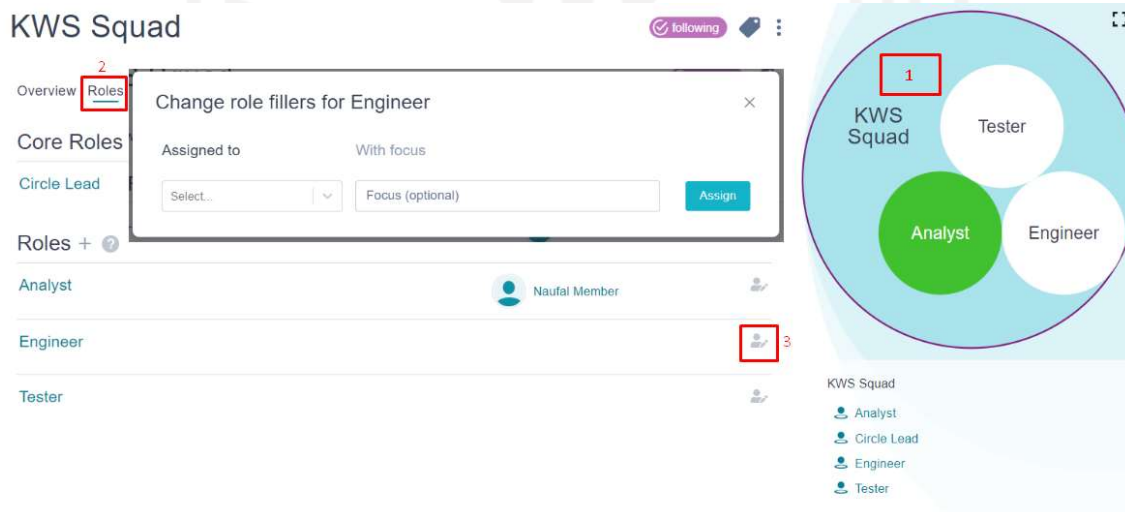 KWS Squad
following
2
Overview Roles
Change role fillers for Engineer
Assigned to With focus
Select... Focus (optional) Assign
Core Roles
Circle Lead
Roles + ?
Analyst Naufal Member
Engineer
3
Tester
1
KWS
Squad
Tester
Analyst
Engineer
KWS Squad
Analyst
Circle Lead
Engineer
Tester